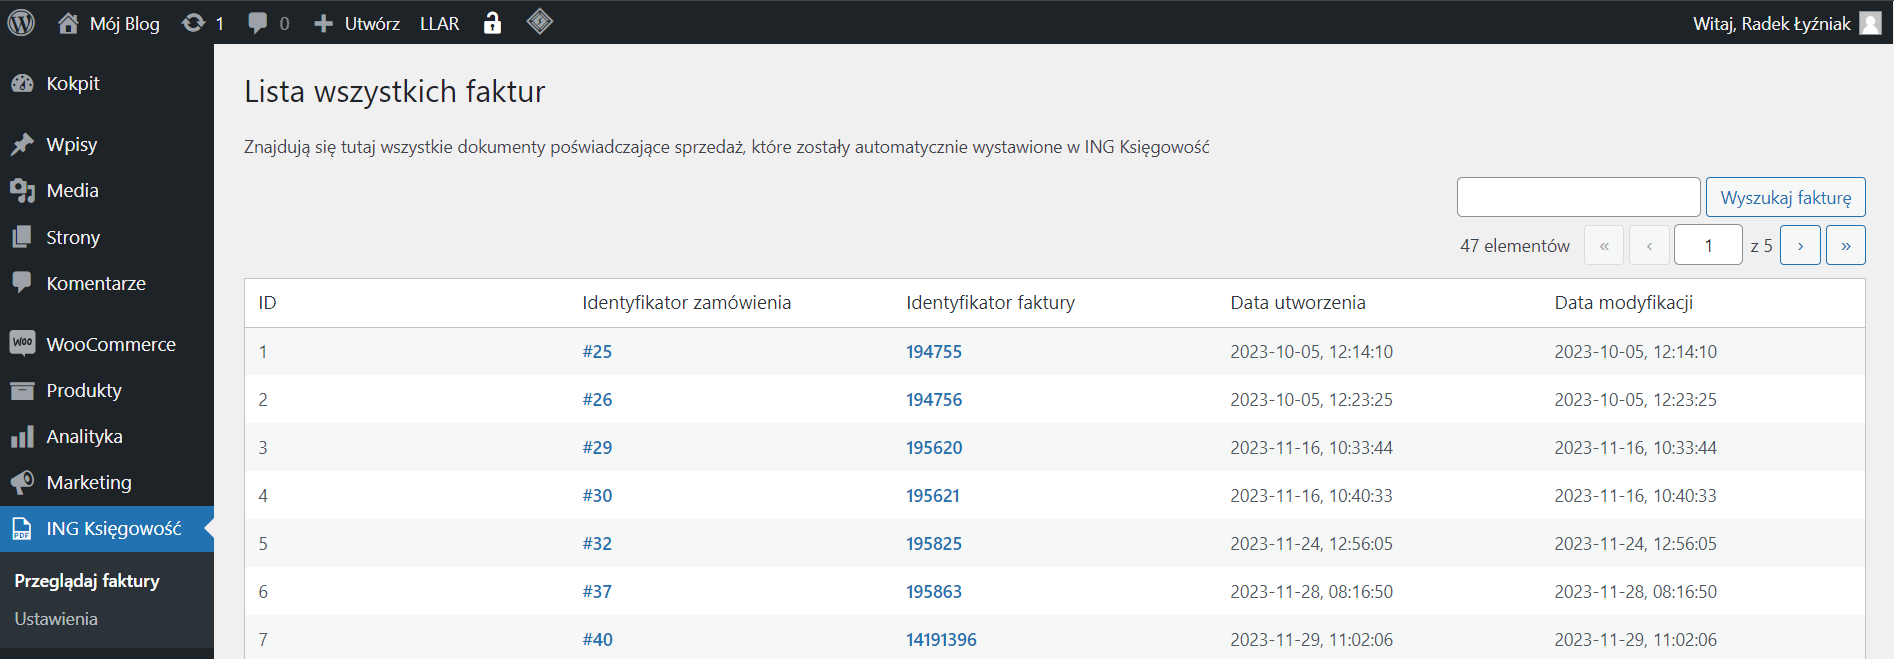 Mój Blog 1 0 Utwórz LLAR Witaj, Radek Łyźniak
Kokpit
Wpisy
Media
Strony
Komentarze
Woo WooCommerce
Produkty
Analityka
Marketing
PDF ING Księgowość
Przeglądaj faktury
Ustawienia
Lista wszystkich faktur
Znajdują się tutaj wszystkie dokumenty poświadczające sprzedaż, które zostały automatycznie wystawione w ING Księgowość
Wyszukaj fakturę
47 elementów « ‹ 1 z 5 › »
ID Identyfikator zamówienia Identyfikator faktury Data utworzenia Data modyfikacji
1 #25 194755 2023-10-05, 12:14:10 2023-10-05, 12:14:10
2 #26 194756 2023-10-05, 12:23:25 2023-10-05, 12:23:25
3 #29 195620 2023-11-16, 10:33:44 2023-11-16, 10:33:44
4 #30 195621 2023-11-16, 10:40:33 2023-11-16, 10:40:33
5 #32 195825 2023-11-24, 12:56:05 2023-11-24, 12:56:05
6 #37 195863 2023-11-28, 08:16:50 2023-11-28, 08:16:50
7 #40 14191396 2023-11-29, 11:02:06 2023-11-29, 11:02:06